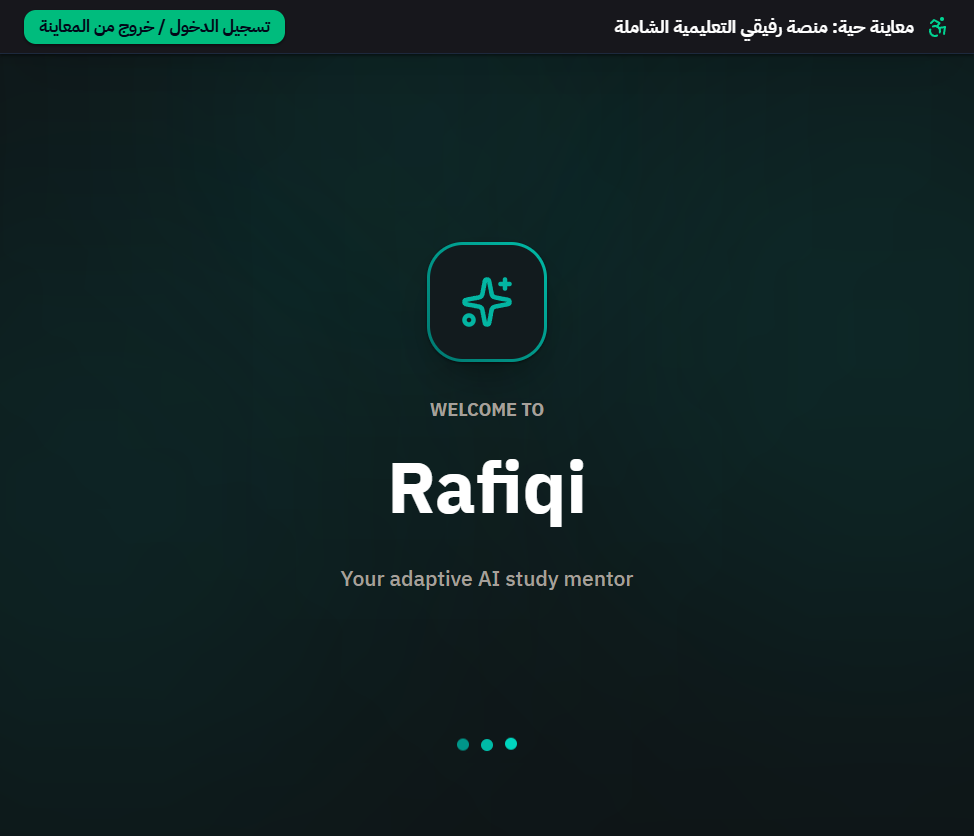 معاينة حية: منصة رفيقي التعليمية الشاملة
تسجيل الدخول / خروج من المعاينة
WELCOME TO
Rafiqi
Your adaptive AI study mentor